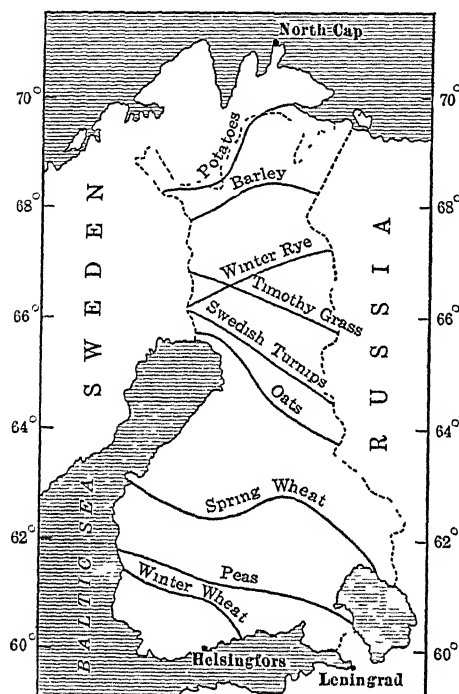 North Cap
70°
70°
Potatoes
Barley
68°
68°
SWEDEN
RUSSIA
Winter Rye
Timothy Grass
66°
66°
Swedish Turnips
Oats
64°
64°
Spring Wheat
62°
62°
BALTIC SEA
Peas
Winter Wheat
60°
60°
Helsingfors
Leningrad